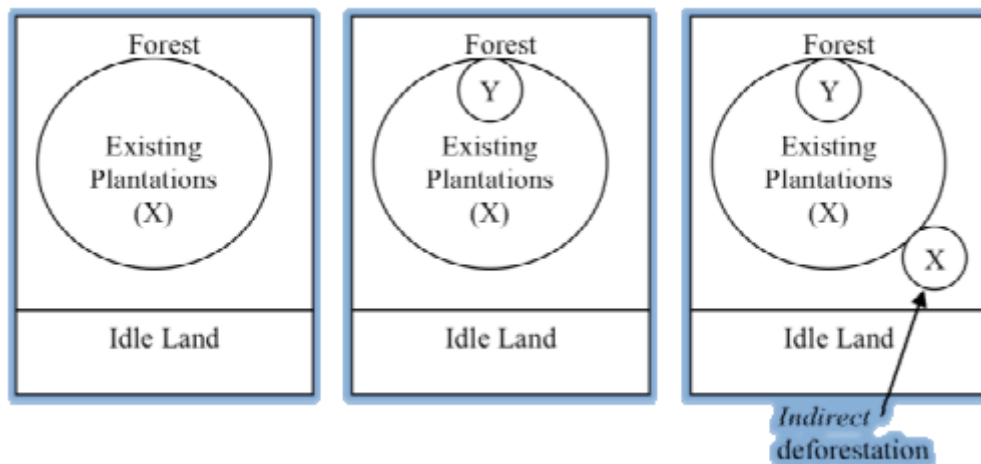 Forest
Existing
Plantations
(X)
Idle Land
Forest
Y
Existing
Plantations
(X)
Idle Land
Forest
Y
Existing
Plantations
(X)
X
Idle Land
Indirect
deforestation